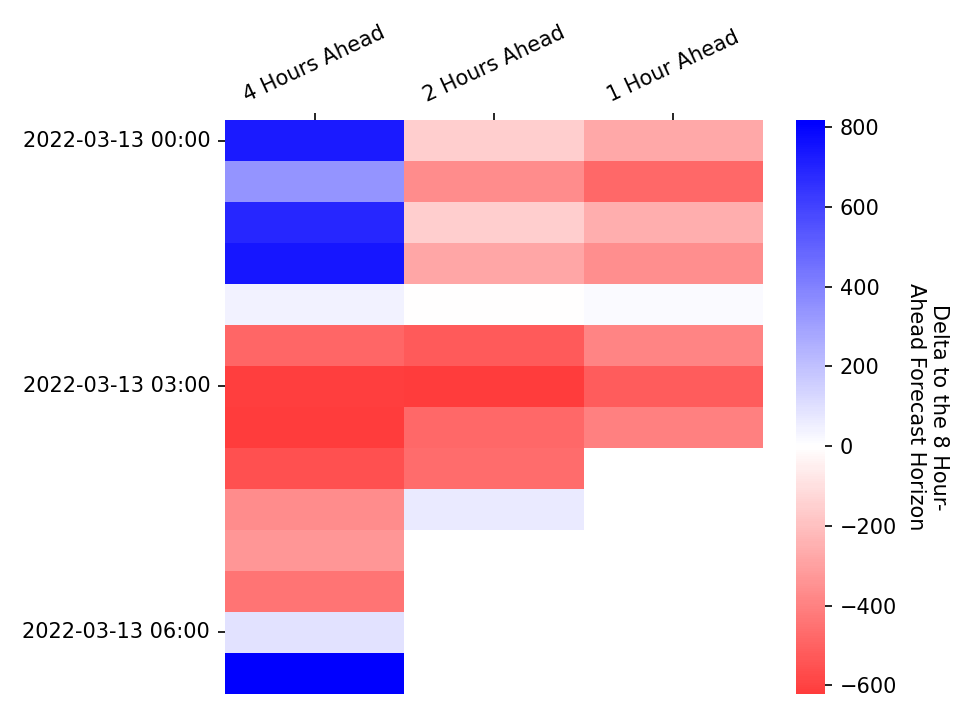 4 Hours Ahead
2 Hours Ahead
1 Hour Ahead
2022-03-13 00:00
2022-03-13 03:00
2022-03-13 06:00
800
600
400
200
0
−200
−400
−600
Delta to the 8 Hour-
Ahead Forecast Horizon